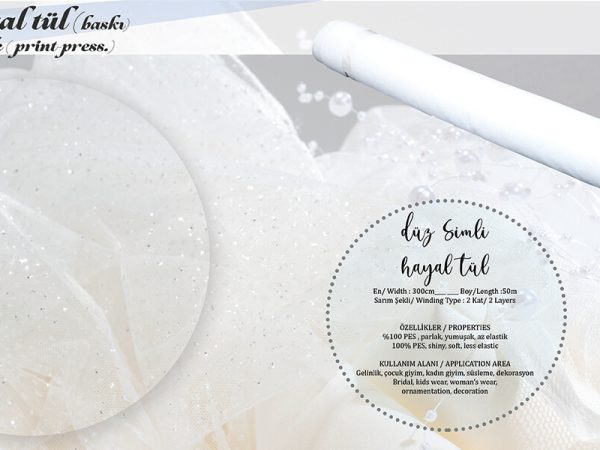 tül (baskı)
(print-press.)
düz Simli
hayal tül
En/ Width : 300cm________ Boy/Length :50m
Sarım Şekli/ Winding Type : 2 Kat/ 2 Layers
ÖZELLİKLER / PROPERTIES
%100 PES , parlak, yumuşak, az elastik
100% PES, shiny, soft, less elastic
KULLANIM ALANI / APPLICATION AREA
Gelinlik, çocuk giyim, kadın giyim, süsleme, dekorasyon
Bridal, kids wear, woman's wear,
ornamentation, decoration